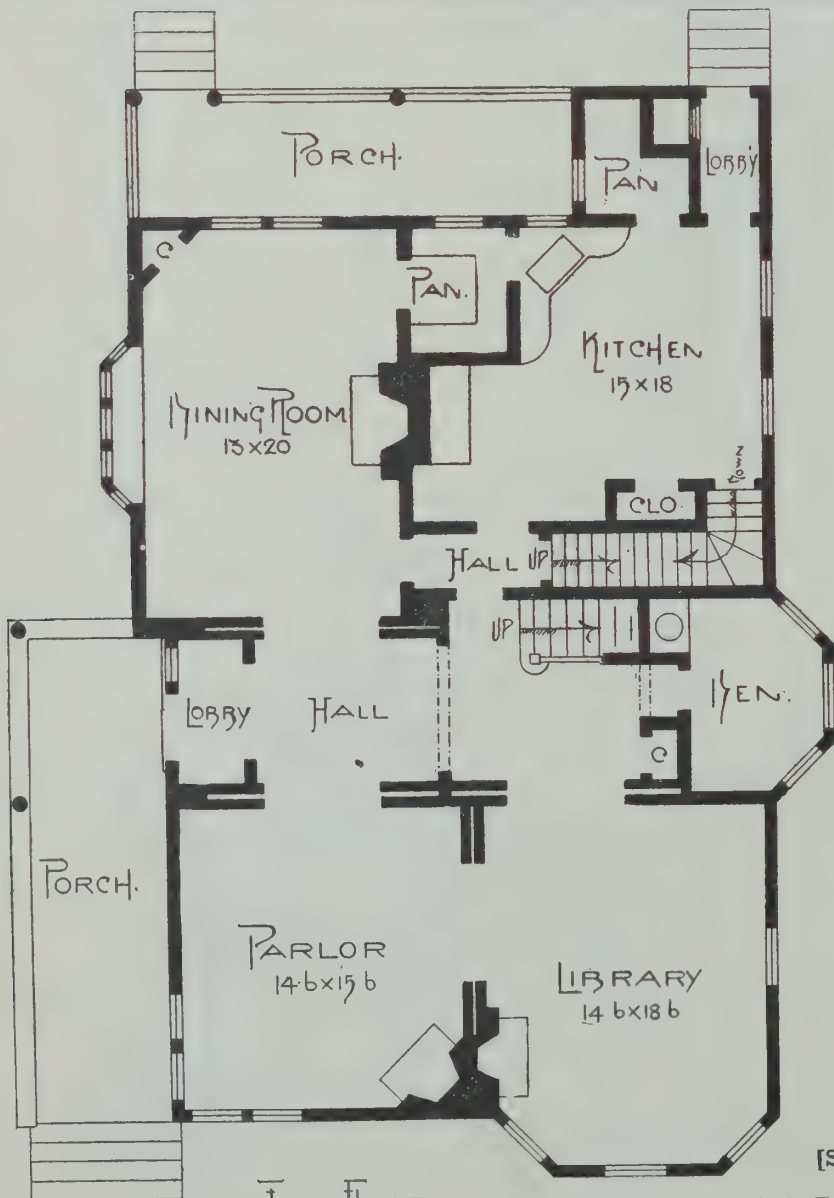 PORCH.
PAN
LOBBY
C
PAN.
KITCHEN
15 x 18
DINING ROOM
13 x 20
DOWN
CLO.
HALL UP
UP
LOBBY
HALL
DEN.
C
PORCH.
PARLOR
14·6 x 15 6
LIBRARY
14 6 x 18 6
[S